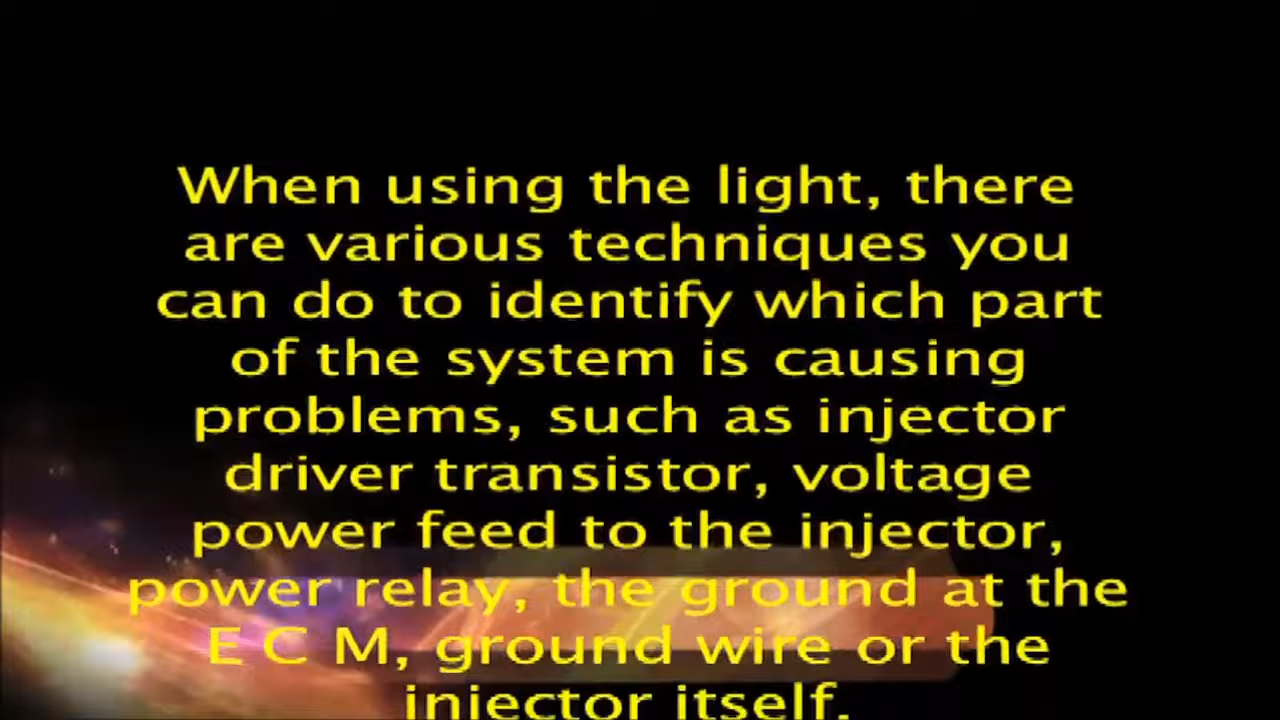 When using the light, there
are various techniques you
can do to identify which part
of the system is causing
problems, such as injector
driver transistor, voltage
power feed to the injector,
power relay, the ground at the
E C M, ground wire or the
injector itself.